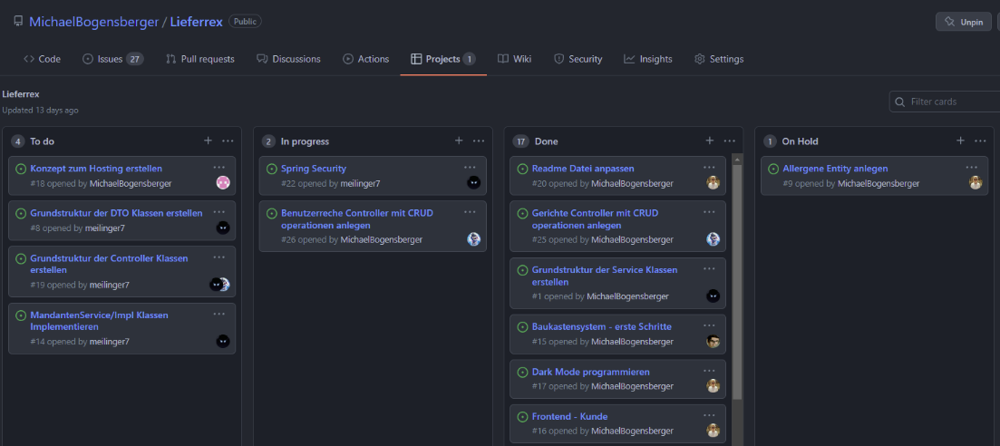 MichaelBogensberger / Lieferrex Public
Unpin
Code
Issues 27
Pull requests
Discussions
Actions
Projects 1
Wiki
Security
Insights
Settings
Lieferrex
Updated 13 days ago
Filter cards
4 To do
Konzept zum Hosting erstellen
#18 opened by MichaelBogensberger
Grundstruktur der DTO Klassen erstellen
#8 opened by meilinger7
Grundstruktur der Controller Klassen
erstellen
#19 opened by meilinger7
MandantenService/Impl Klassen
Implementieren
#14 opened by meilinger7
2 In progress
Spring Security
#22 opened by meilinger7
Benutzerreche Controller mit CRUD
operationen anlegen
#26 opened by MichaelBogensberger
17 Done
Readme Datei anpassen
#20 opened by MichaelBogensberger
Gerichte Controller mit CRUD
operationen anlegen
#25 opened by MichaelBogensberger
Grundstruktur der Service Klassen
erstellen
#1 opened by MichaelBogensberger
Baukastensystem - erste Schritte
#15 opened by MichaelBogensberger
Dark Mode programmieren
#17 opened by MichaelBogensberger
Frontend - Kunde
#16 opened by MichaelBogensberger
1 On Hold
Allergene Entity anlegen
#9 opened by MichaelBogensberger